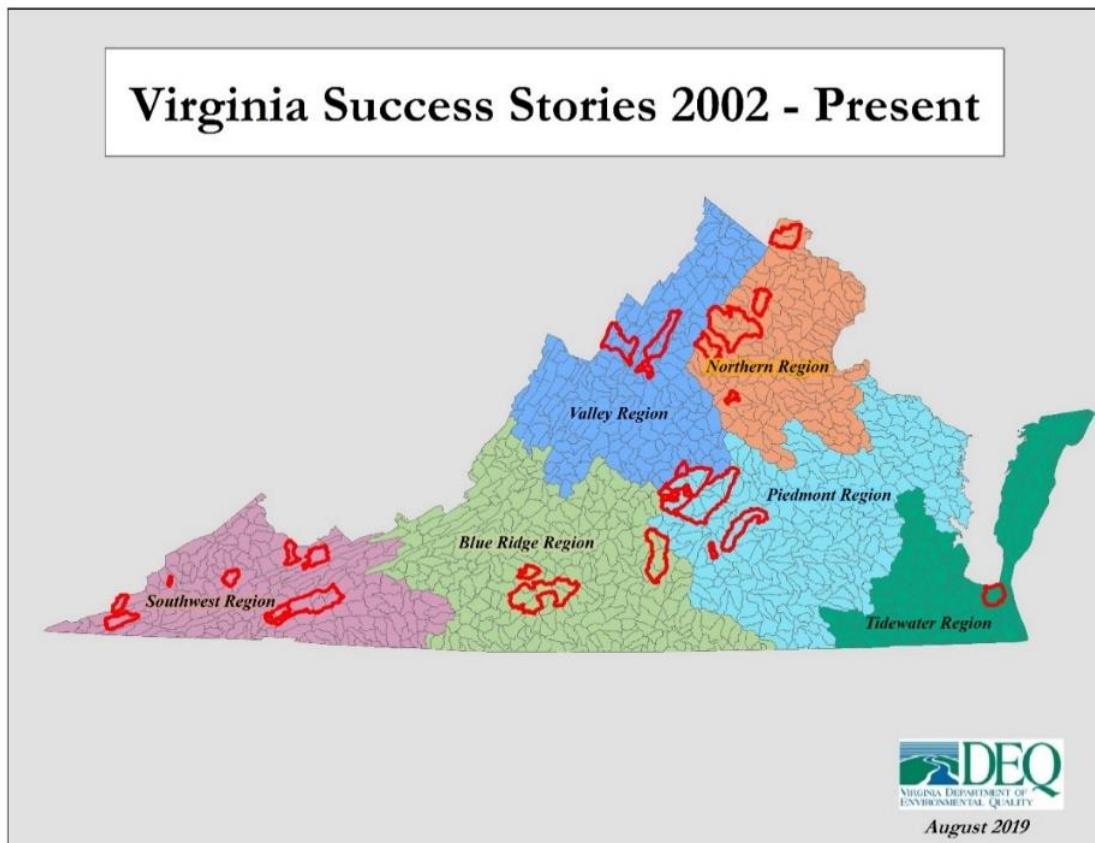 Virginia Success Stories 2002 - Present
Northern Region
Valley Region
Piedmont Region
Blue Ridge Region
Southwest Region
Tidewater Region
DEQ
VIRGINIA DEPARTMENT OF
ENVIRONMENTAL QUALITY
August 2019